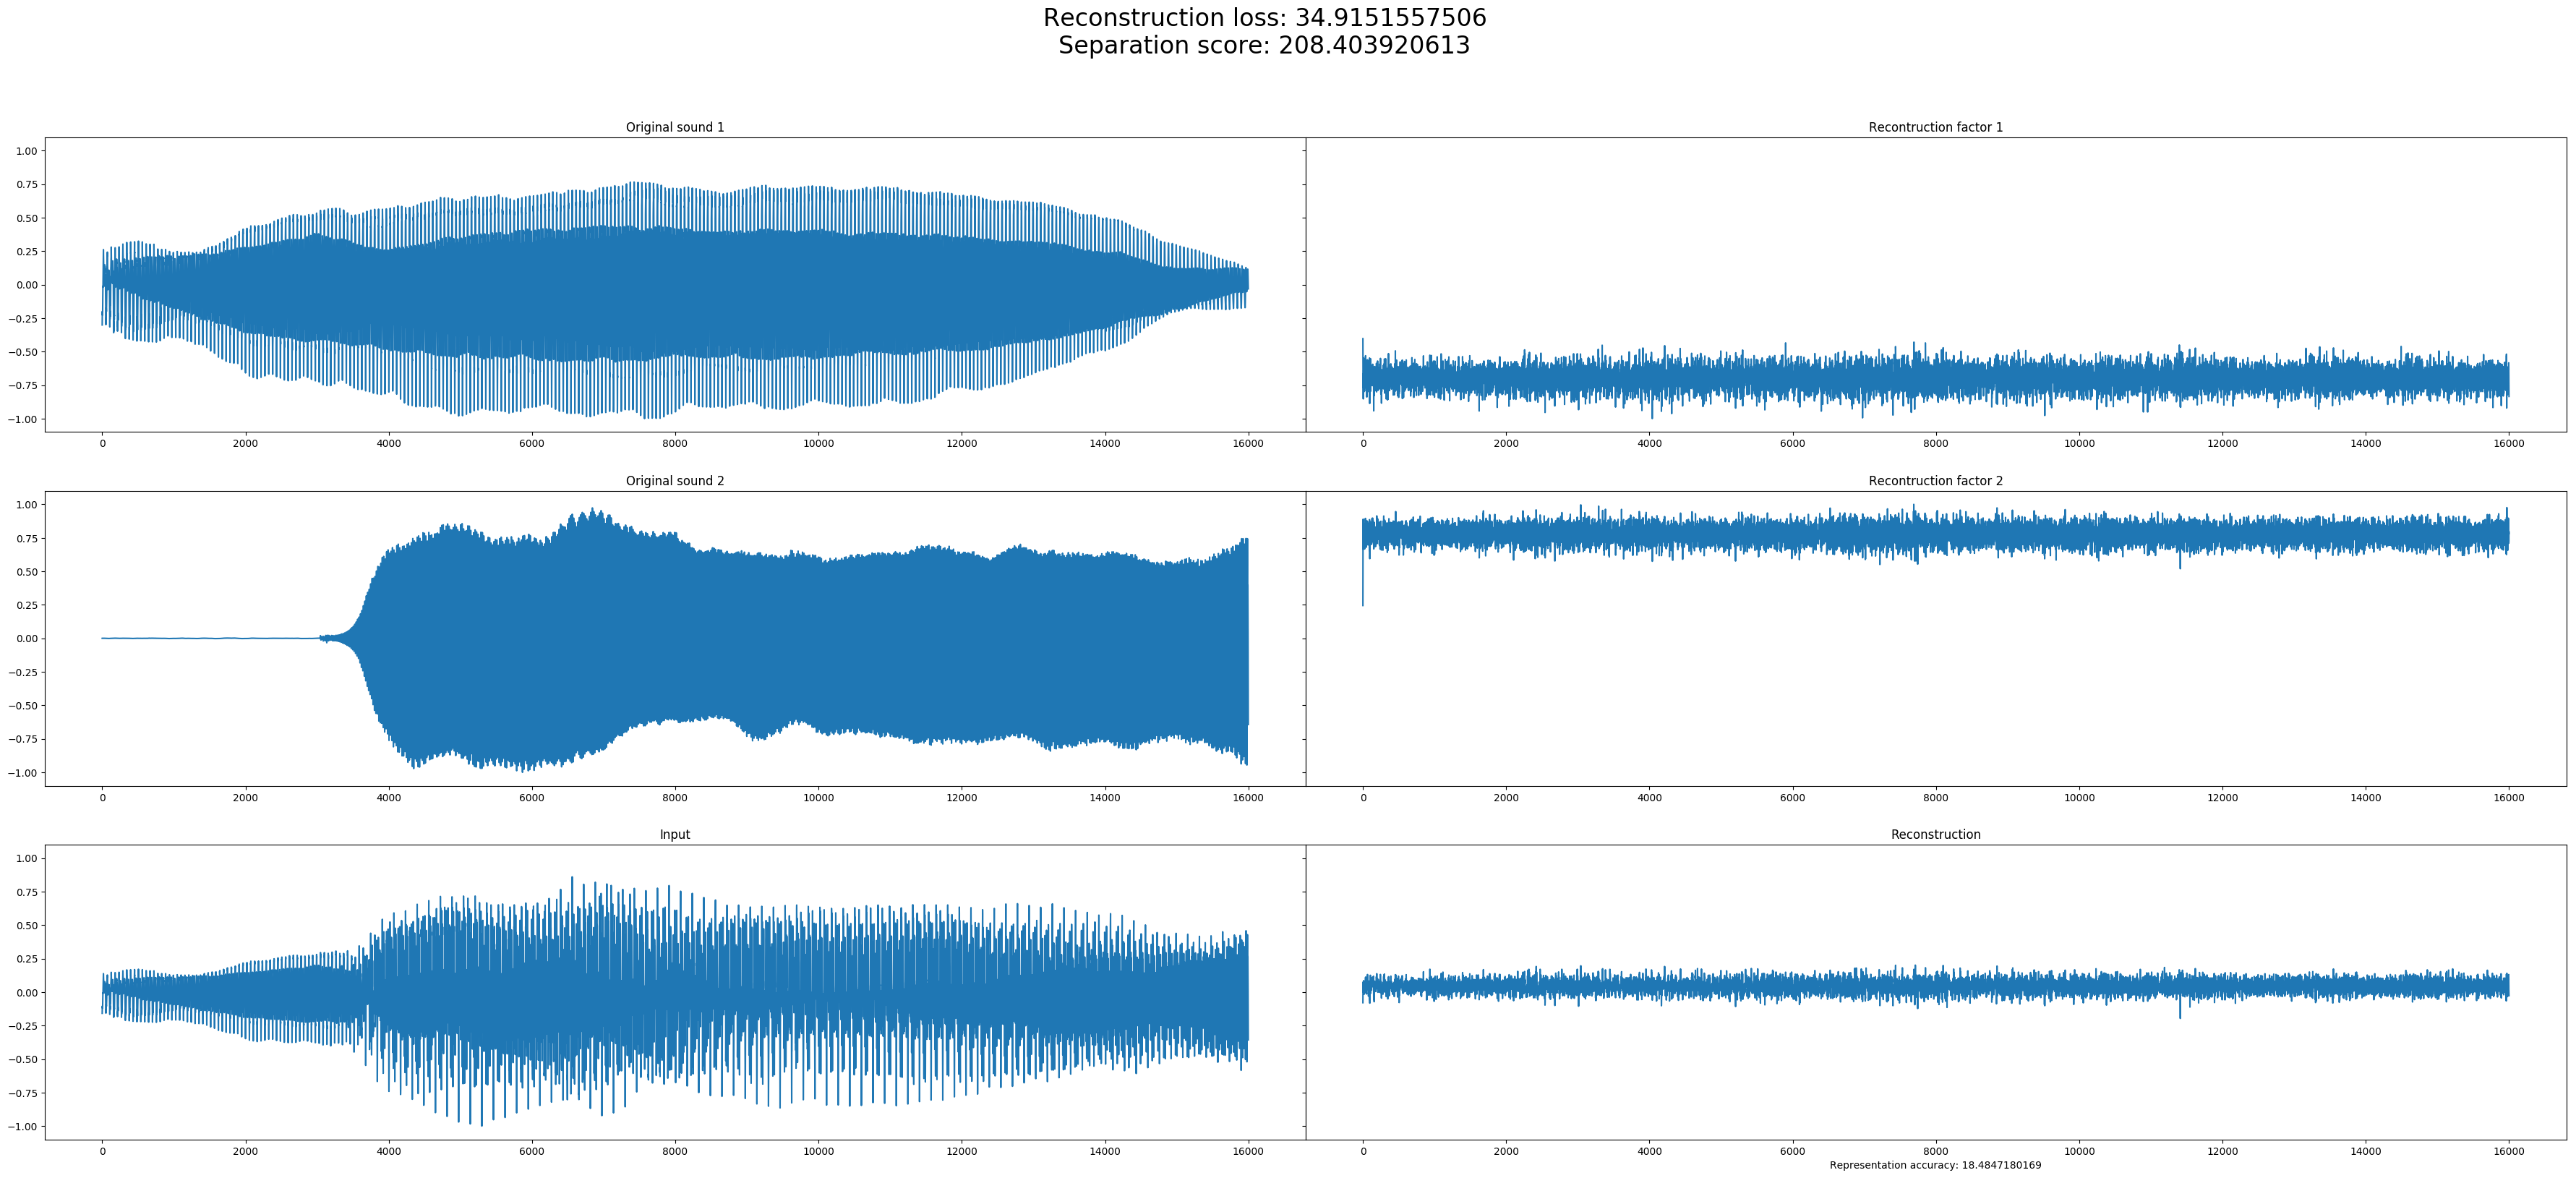 Reconstruction loss: 34.9151557506
Separation score: 208.403920613
Original sound 1
Recontruction factor 1
1.00
0.75
0.50
0.25
0.00
−0.25
−0.50
−0.75
−1.00
0 2000 4000 6000 8000 10000 12000 14000 16000
0 2000 4000 6000 8000 10000 12000 14000 16000
Original sound 2
Recontruction factor 2
1.00
0.75
0.50
0.25
0.00
−0.25
−0.50
−0.75
−1.00
0 2000 4000 6000 8000 10000 12000 14000 16000
0 2000 4000 6000 8000 10000 12000 14000 16000
Input
Reconstruction
1.00
0.75
0.50
0.25
0.00
−0.25
−0.50
−0.75
−1.00
0 2000 4000 6000 8000 10000 12000 14000 16000
0 2000 4000 6000 8000 10000 12000 14000 16000
Representation accuracy: 18.4847180169